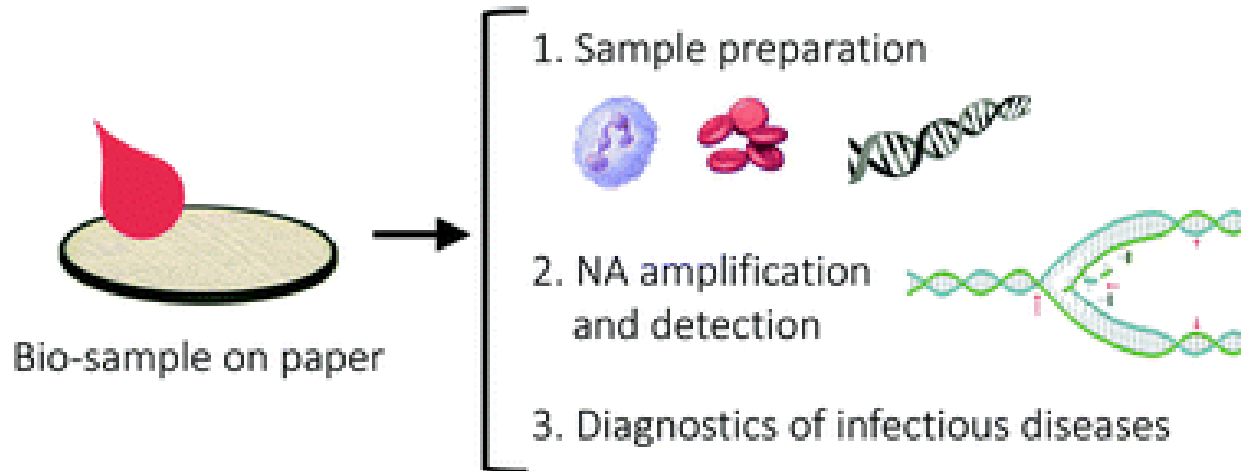 Bio-sample on paper
1. Sample preparation
2. NA amplification
and detection
3. Diagnostics of infectious diseases